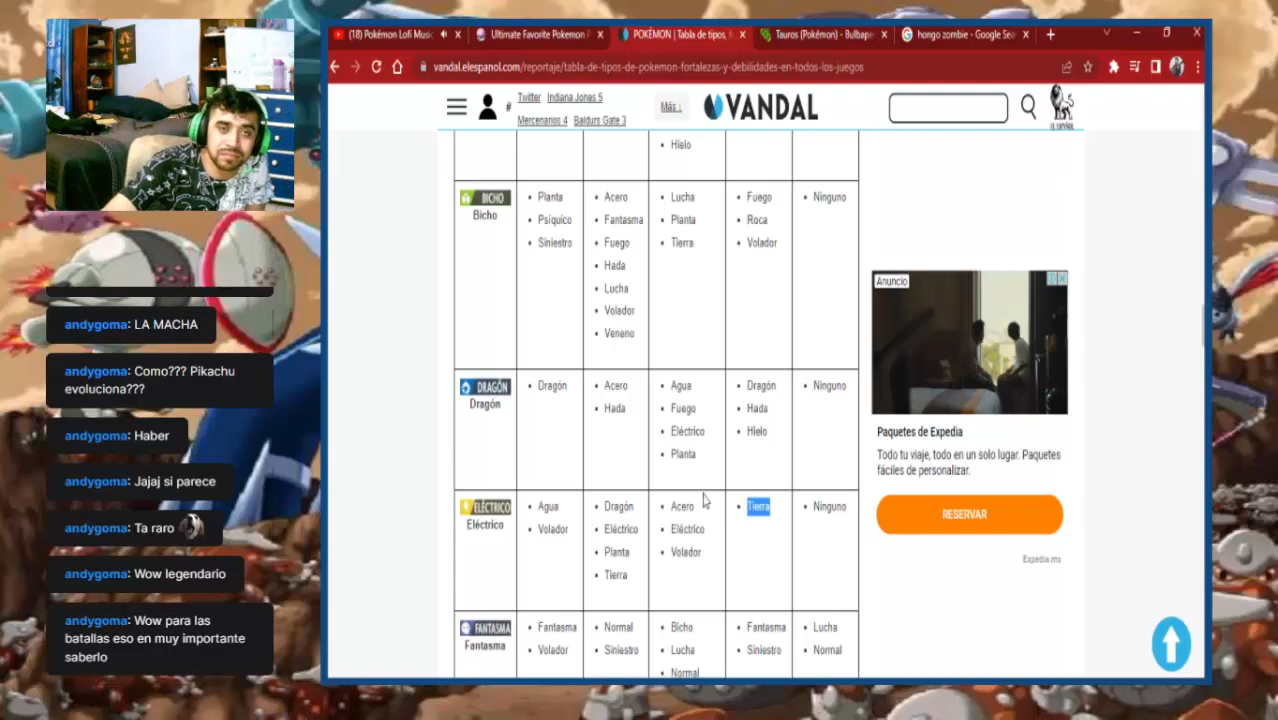 (18) Pokémon Lofi Music
Ultimate Favorite Pokemon P
POKÉMON | Tabla de tipos,
Tauros (Pokémon) - Bulbape
hongo zombie - Google Sea
vandal.elespanol.com/reportaje/tabla-de-tipos-de-pokemon-fortalezas-y-debilidades-en-todos-los-juegos
# Twitter Indiana Jones 5
Mercenarios 4 Baldurs Gate 3
Más ↓
VANDAL
EL ESPAÑOL
• Hielo
BICHO
Bicho
• Planta
• Psíquico
• Siniestro
• Acero
• Fantasma
• Fuego
• Hada
• Lucha
• Volador
• Veneno
• Lucha
• Planta
• Tierra
• Fuego
• Roca
• Volador
• Ninguno
DRAGÓN
Dragón
• Dragón
• Acero
• Hada
• Agua
• Fuego
• Eléctrico
• Planta
• Dragón
• Hada
• Hielo
• Ninguno
ELÉCTRICO
Eléctrico
• Agua
• Volador
• Dragón
• Eléctrico
• Planta
• Tierra
• Acero
• Eléctrico
• Volador
• Tierra
• Ninguno
FANTASMA
Fantasma
• Fantasma
• Volador
• Normal
• Siniestro
• Bicho
• Lucha
• Normal
• Fantasma
• Siniestro
• Lucha
• Normal
Anuncio
Paquetes de Expedia
Todo tu viaje, todo en un solo lugar. Paquetes
fáciles de personalizar.
RESERVAR
Expedia.mx
andygoma: LA MACHA
andygoma: Como??? Pikachu
evoluciona???
andygoma: Haber
andygoma: Jajaj si parece
andygoma: Ta raro
andygoma: Wow legendario
andygoma: Wow para las
batallas eso en muy importante
saberlo